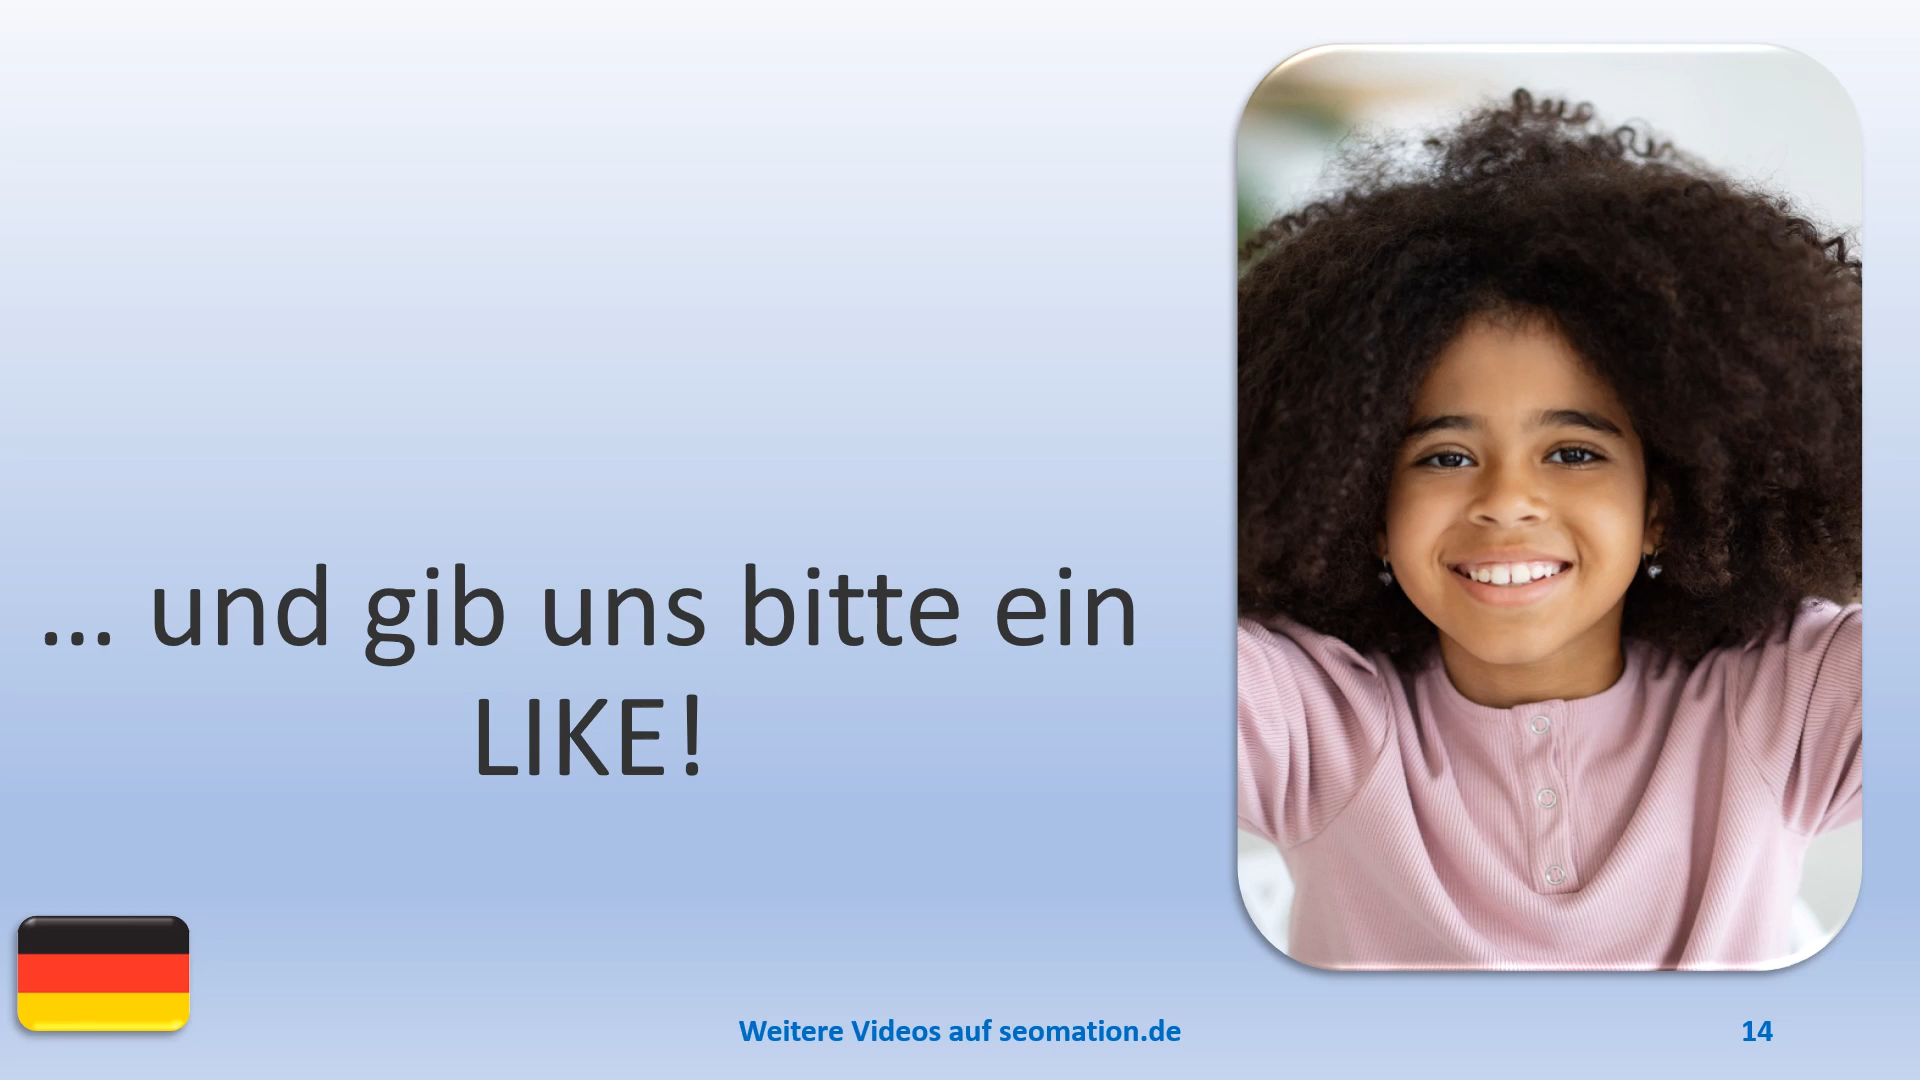 ... und gib uns bitte ein
LIKE!
Weitere Videos auf seomation.de
14